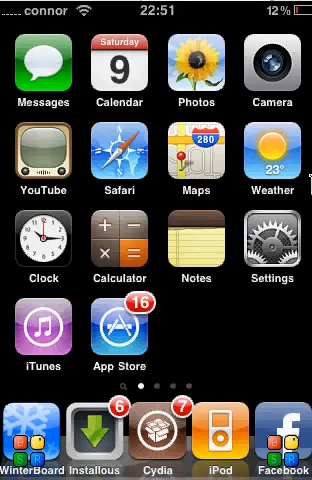 connor 22:51 12%
Saturday
9
280
23°
Messages Calendar Photos Camera
YouTube Safari Maps Weather
Clock Calculator Notes Settings
16
iTunes App Store
6 7
B
S R
B
S R
WinterBoard Installous Cydia iPod Facebook